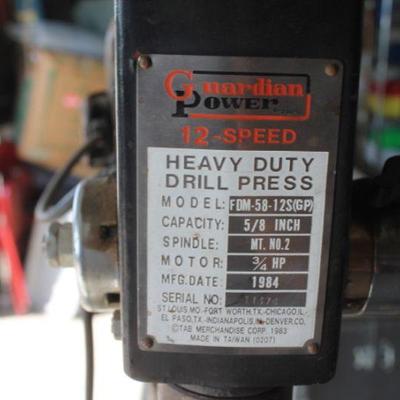 Guardian
Power
12-SPEED
HEAVY DUTY
DRILL PRESS
MODEL: FDM-58-12S(GP)
CAPACITY: 5/8 INCH
SPINDLE: MT. NO.2
MOTOR: 3/4 HP
MFG.DATE: 1984
SERIAL NO:
ST.LOUIS,MO.-FORT WORTH,TX.-CHICAGO,IL.-
EL PASO,TX.-INDIANAPOLIS,IN-DENVER,CO.
©TAB MERCHANDISE CORP. 1983
MADE IN TAIWAN (0207)